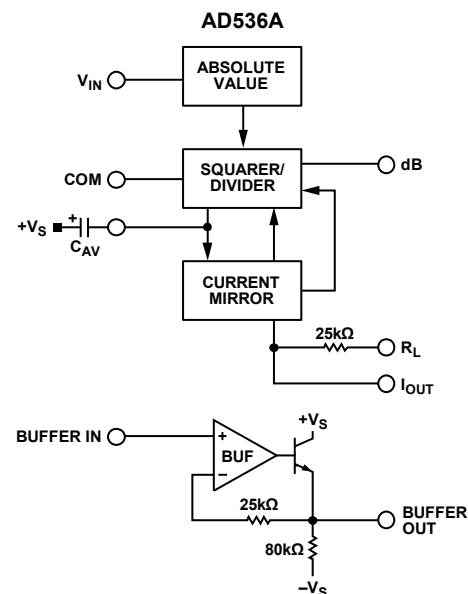 AD536A
ABSOLUTE
VALUE
V_IN
SQUARER/
DIVIDER
dB
COM
+V_S
+
C_AV
CURRENT
MIRROR
25kΩ
R_L
I_OUT
+V_S
BUFFER IN
+
BUF
−
25kΩ
BUFFER
OUT
80kΩ
–V_S